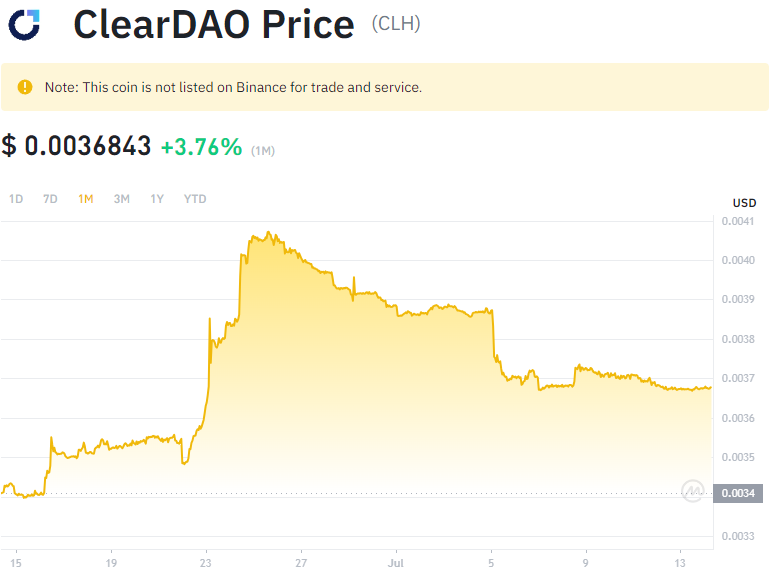 ClearDAO Price (CLH)
Note: This coin is not listed on Binance for trade and service.
$ 0.0036843 +3.76% (1M)
1D 7D 1M 3M 1Y YTD
USD
0.0041
0.0040
0.0039
0.0038
0.0037
0.0036
0.0035
0.0034
0.0033
15 19 23 27 Jul 5 9 13